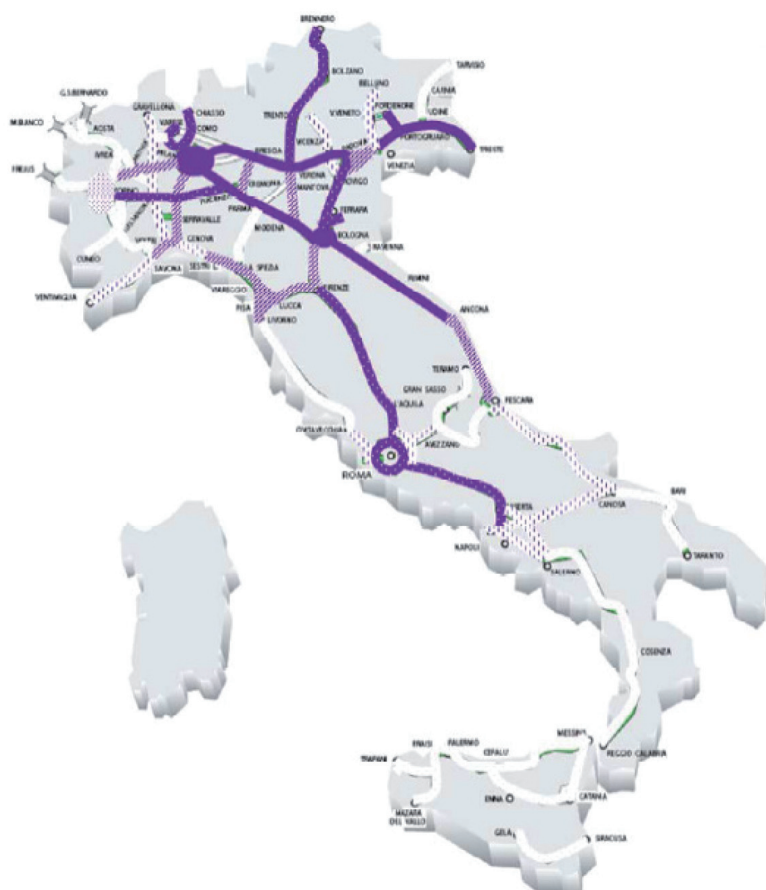 BRENNERO
TARVISIO
BOLZANO
G.S.BERNARDO
BELLUNO
CARNIA
GRAVELLONA
CHIASSO
PORDENONE
M.BIANCO
VARESE
TRENTO
V.VENETO
UDINE
AOSTA
COMO
VICENZA
PORTOGRUARO
TRIESTE
IVREA
BRESCIA
VENEZIA
FREJUS
VERONA
CREMONA
MANTOVA
ROVIGO
TORINO
PIACENZA
PARMA
FERRARA
SERRAVALLE
MODENA
BOLOGNA
GENOVA
RAVENNA
CUNEO
SAVONA
SESTRI
LA SPEZIA
RIMINI
VENTIMIGLIA
VIAREGGIO
FIRENZE
LUCCA
PISA
ANCONA
LIVORNO
TERAMO
GRAN SASSO
L'AQUILA
PESCARA
CIVITAVECCHIA
AVEZZANO
ROMA
BARI
CANOSA
NAPOLI
TARANTO
SALERNO
COSENZA
MESSINA
PALERMO
CEFALU'
REGGIO CALABRIA
TRAPANI
ENNA
CATANIA
MAZARA
DEL VALLO
GELA
SIRACUSA